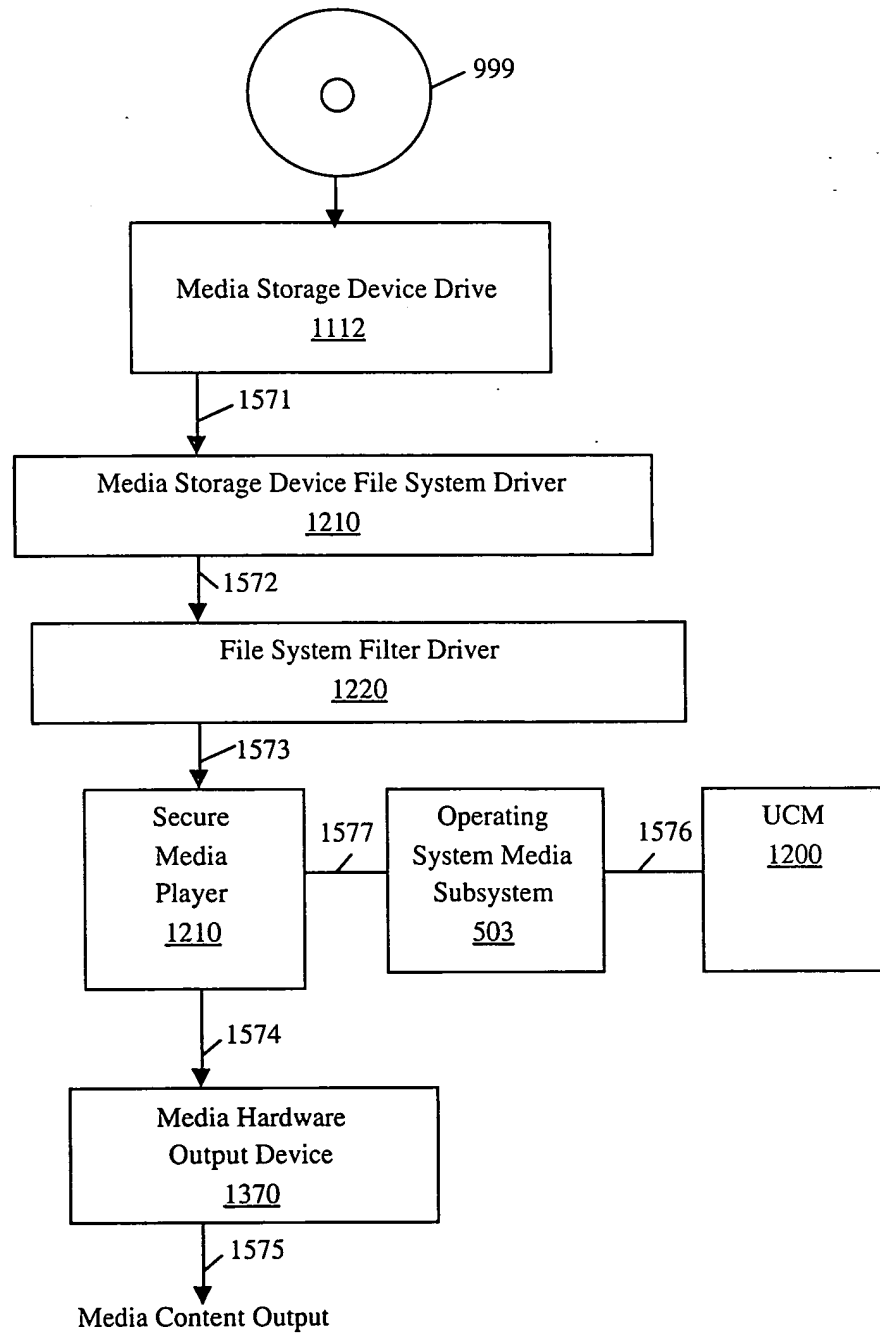 999
Media Storage Device Drive
1112
1571
Media Storage Device File System Driver
1210
1572
File System Filter Driver
1220
1573
Secure
Media
Player
1210
1577
Operating
System Media
Subsystem
503
1576
UCM
1200
1574
Media Hardware
Output Device
1370
1575
Media Content Output